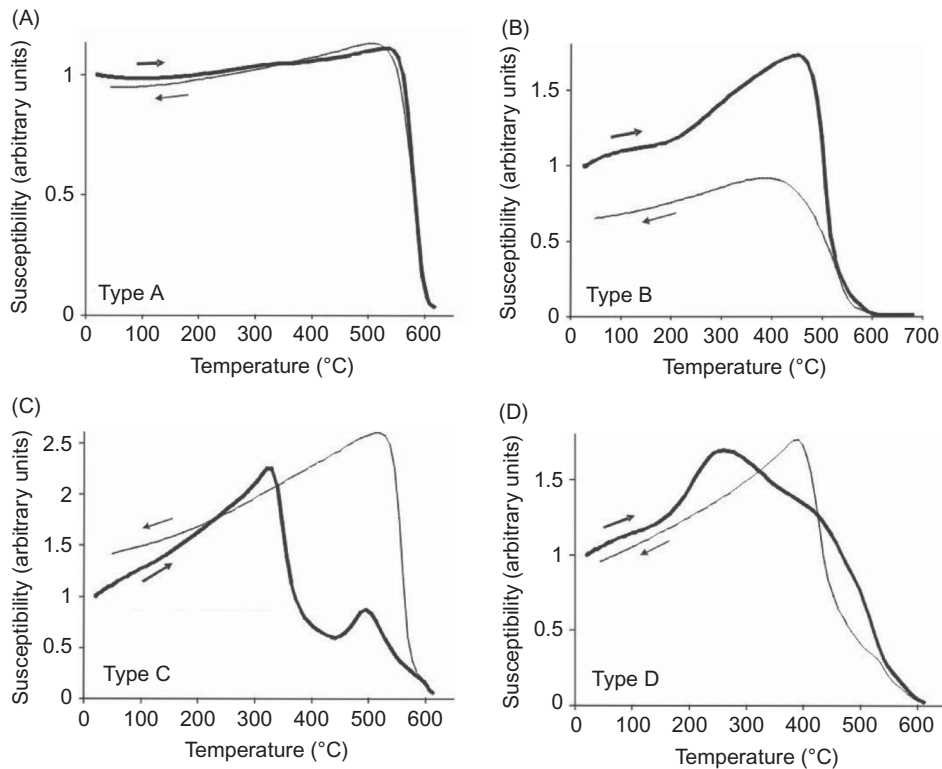 (A)
Susceptibility (arbitrary units)
1
0.5
0
Type A
0 100 200 300 400 500 600
Temperature (°C)
(B)
Susceptibility (arbitrary units)
1.5
1
0.5
0
Type B
0 100 200 300 400 500 600 700
Temperature (°C)
(C)
Susceptibility (arbitrary units)
2.5
2
1.5
1
0.5
0
Type C
0 100 200 300 400 500 600
Temperature (°C)
(D)
Susceptibility (arbitrary units)
1.5
1
0.5
0
Type D
0 100 200 300 400 500 600
Temperature (°C)